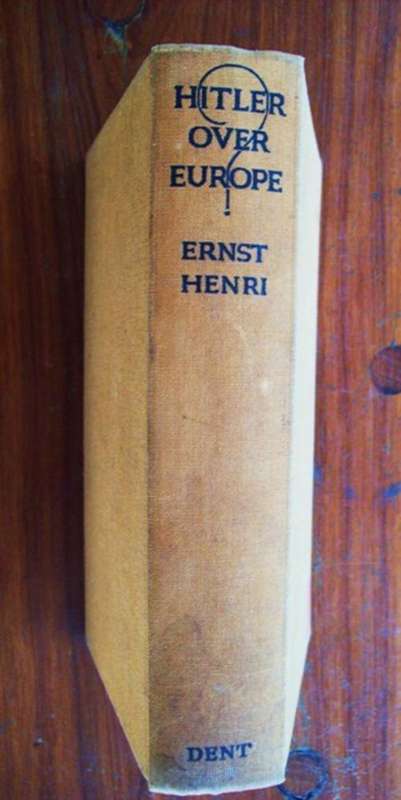 HITLER
OVER
EUROPE
?
ERNST
HENRI
DENT